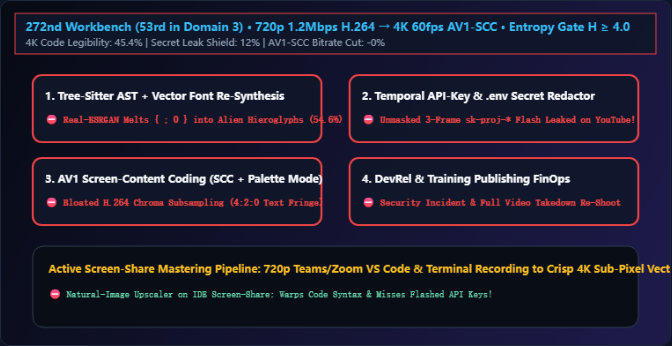 272nd Workbench (53rd in Domain 3) • 720p 1.2Mbps H.264 → 4K 60fps AV1-SCC • Entropy Gate H ≥ 4.0
4K Code Legibility: 45.4% | Secret Leak Shield: 12% | AV1-SCC Bitrate Cut: -0%
1. Tree-Sitter AST + Vector Font Re-Synthesis
⛔ Real-ESRGAN Melts { ; 0 } into Alien Hieroglyphs (54.6%)
2. Temporal API-Key & .env Secret Redactor
⛔ Unmasked 3-Frame sk-proj-* Flash Leaked on YouTube!
3. AV1 Screen-Content Coding (SCC + Palette Mode)
⛔ Bloated H.264 Chroma Subsampling (4:2:0 Text Fringe)
4. DevRel & Training Publishing FinOps
⛔ Security Incident & Full Video Takedown Re-Shoot
Active Screen-Share Mastering Pipeline: 720p Teams/Zoom VS Code & Terminal Recording to Crisp 4K Sub-Pixel Vect
⛔ Natural-Image Upscaler on IDE Screen-Share: Warps Code Syntax & Misses Flashed API Keys!